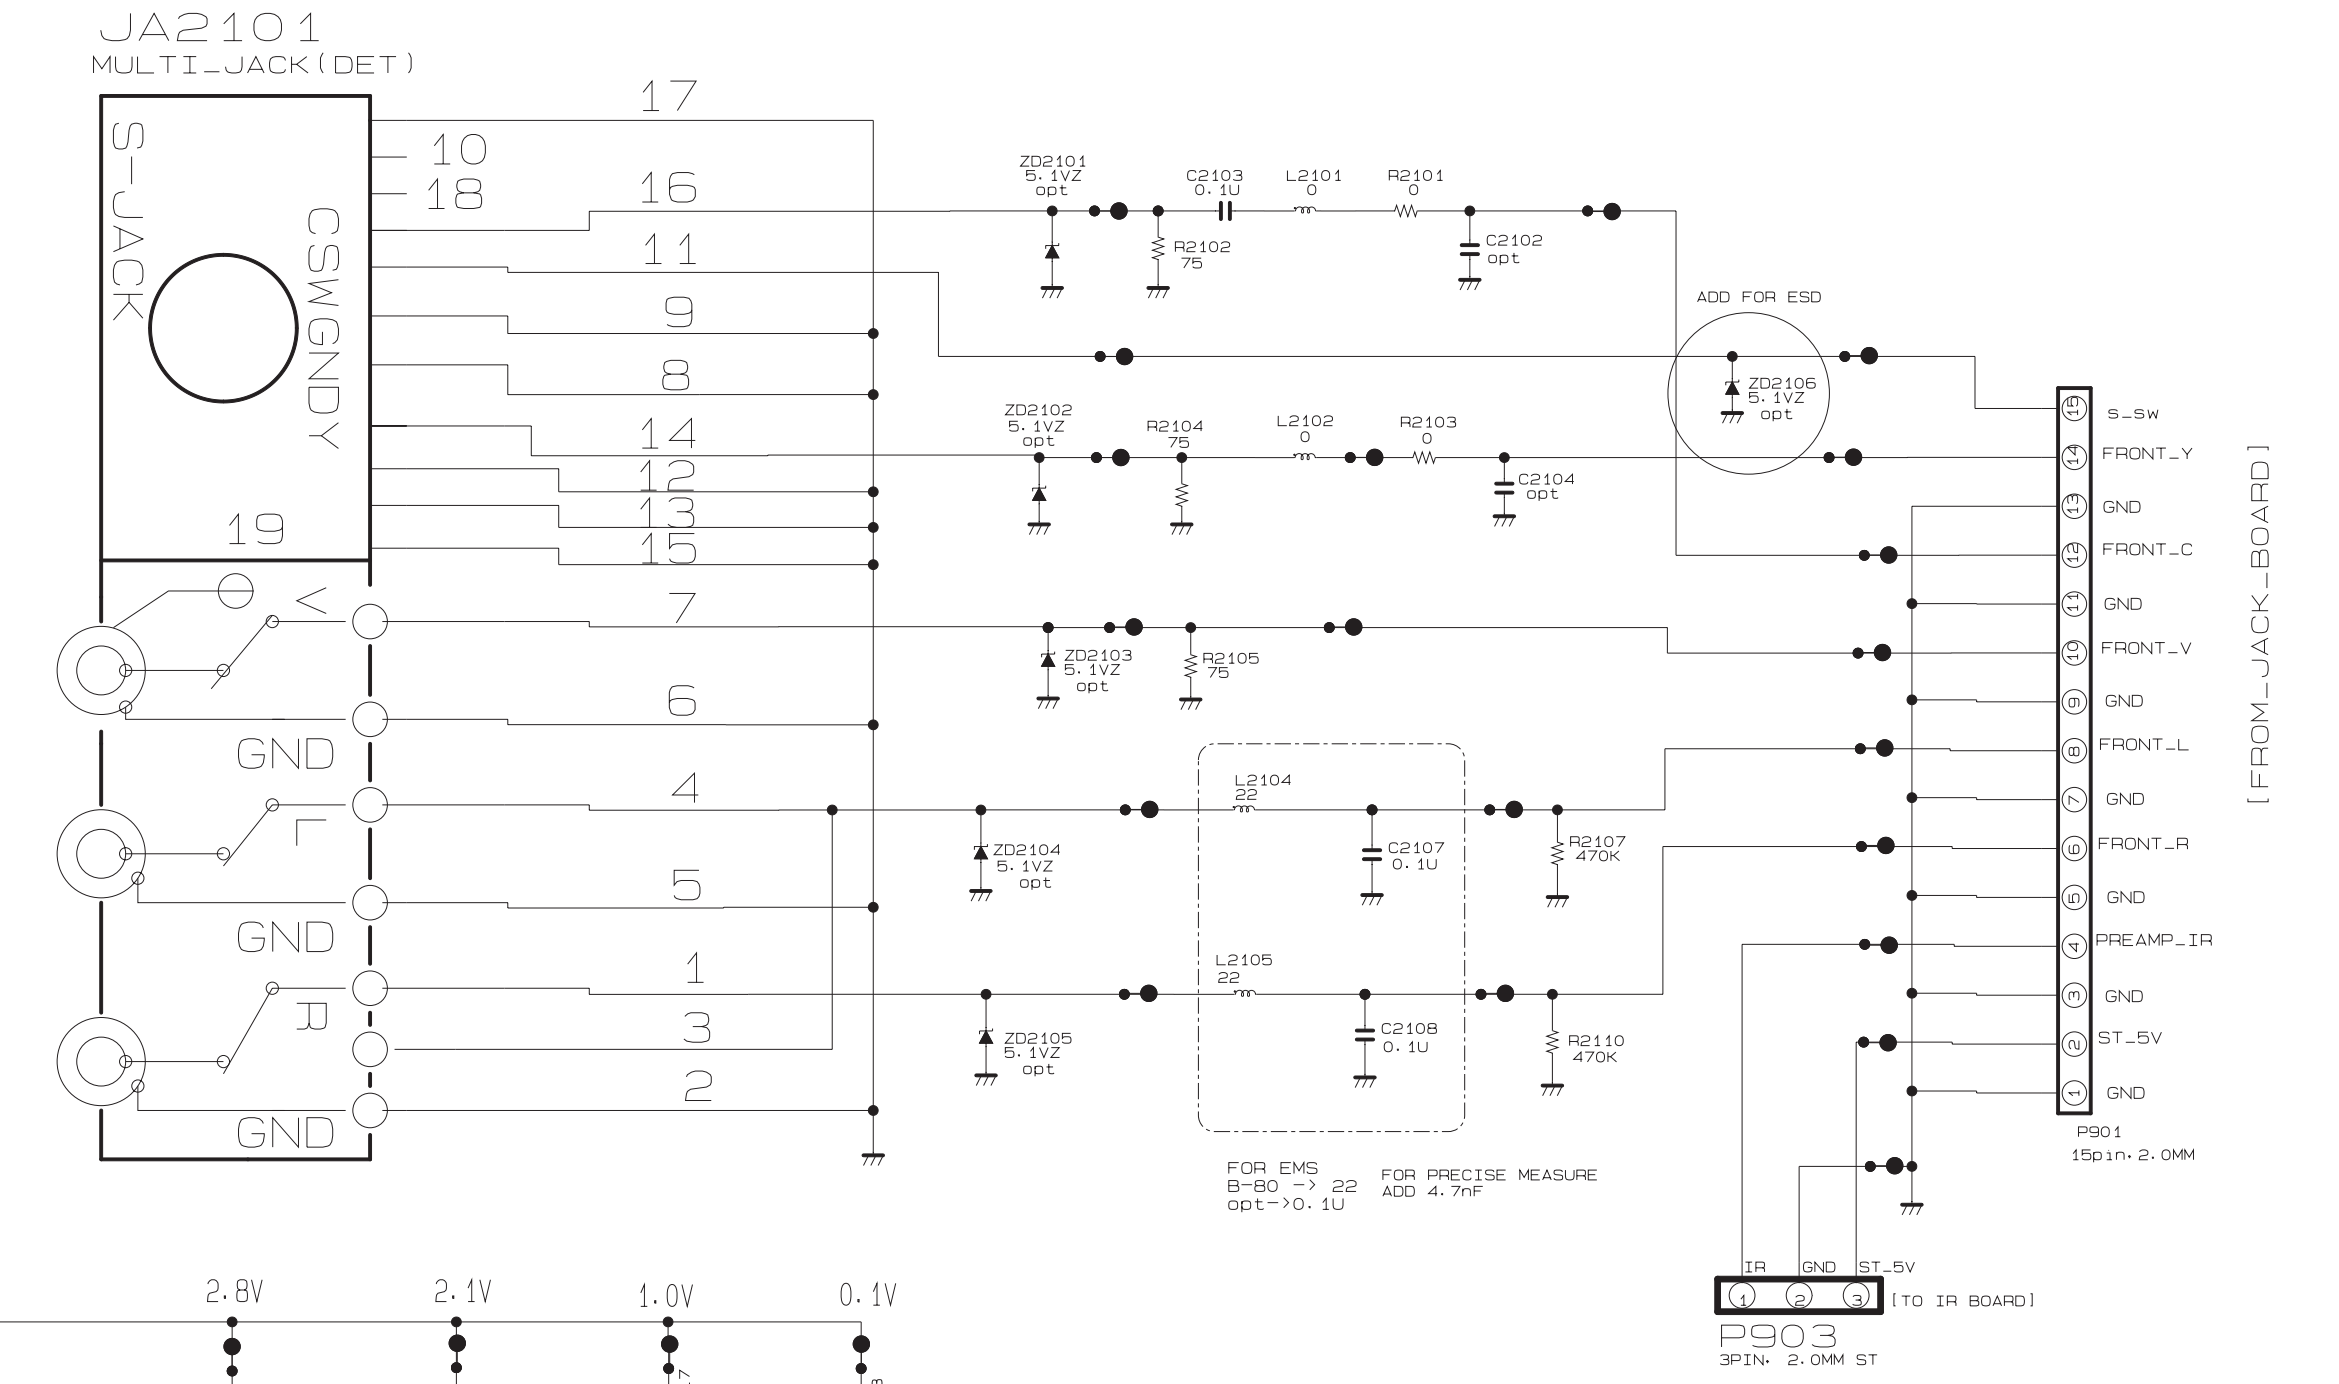 JA2101
MULTI_JACK(DET)
S-JACK
CSWGNDY
19
17
10
18
16
11
9
8
14
12
13
15
7
6
4
5
1
3
2
V
GND
L
GND
R
GND
ZD2101
5.1VZ
opt
C2103
0.1U
L2101
0
R2101
0
R2102
75
C2102
opt
ADD FOR ESD
ZD2106
5.1VZ
opt
ZD2102
5.1VZ
opt
R2104
75
L2102
0
R2103
0
C2104
opt
ZD2103
5.1VZ
opt
R2105
75
L2104
22
ZD2104
5.1VZ
opt
C2107
0.1U
R2107
470K
L2105
22
ZD2105
5.1VZ
opt
C2108
0.1U
R2110
470K
FOR EMS
B-80 -> 22
opt->0.1U
FOR PRECISE MEASURE
ADD 4.7nF
15 S_SW
14 FRONT_Y
13 GND
12 FRONT_C
11 GND
10 FRONT_V
9 GND
8 FRONT_L
7 GND
6 FRONT_R
5 GND
4 PREAMP_IR
3 GND
2 ST_5V
1 GND
P901
15pin, 2.0MM
[FROM_JACK_BOARD]
IR GND ST_5V
1 2 3 [TO IR BOARD]
P903
3PIN, 2.0MM ST
2.8V 2.1V 1.0V 0.1V